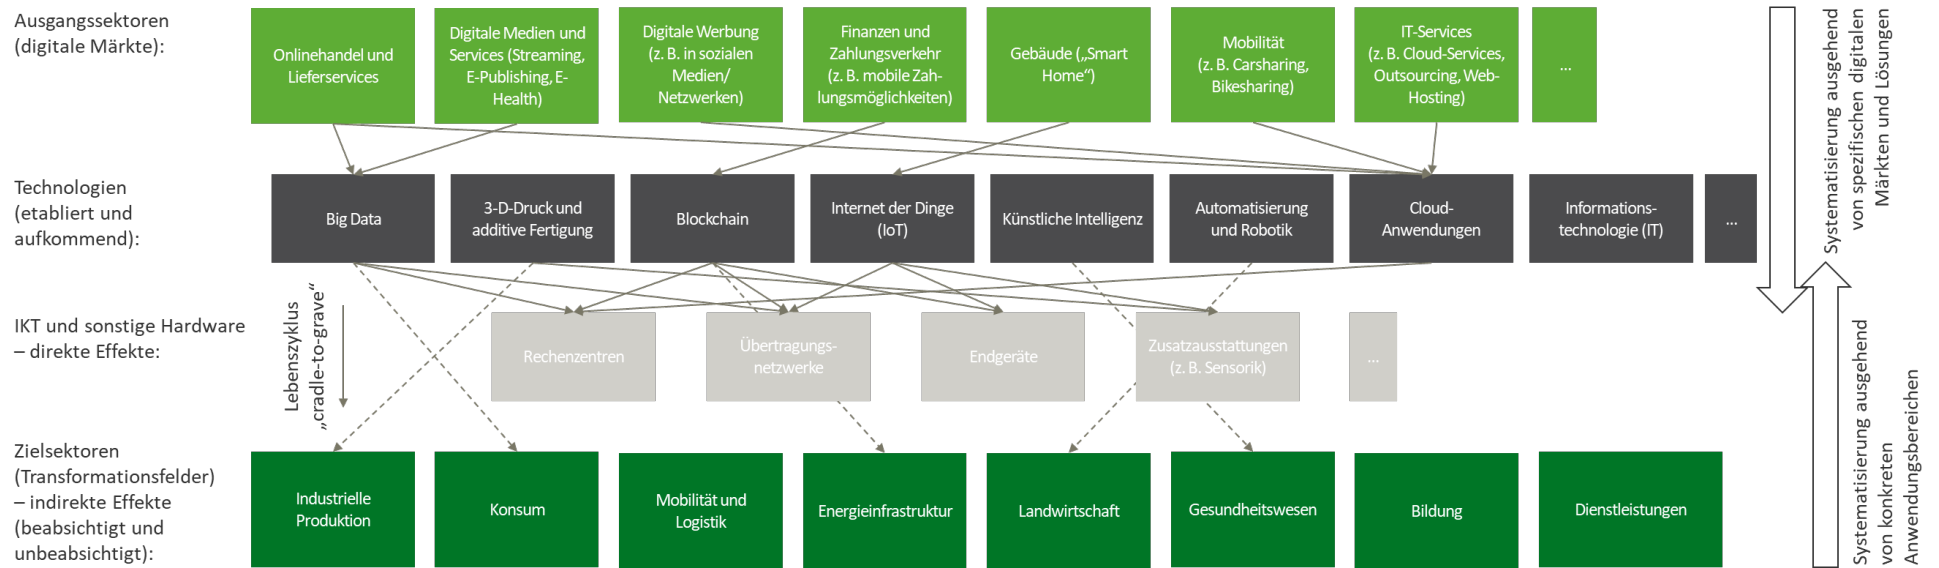 Ausgangssektoren
(digitale Märkte):
Onlinehandel und
Lieferservices
Digitale Medien und
Services (Streaming,
E-Publishing, E-
Health)
Digitale Werbung
(z. B. in sozialen
Medien/
Netzwerken)
Finanzen und
Zahlungsverkehr
(z. B. mobile Zah-
lungsmöglichkeiten)
Gebäude („Smart
Home“)
Mobilität
(z. B. Carsharing,
Bikesharing)
IT-Services
(z. B. Cloud-Services,
Outsourcing, Web-
Hosting)
...
Systematisierung ausgehend
von spezifischen digitalen
Märkten und Lösungen
Technologien
(etabliert und
aufkommend):
Big Data
3-D-Druck und
additive Fertigung
Blockchain
Internet der Dinge
(IoT)
Künstliche Intelligenz
Automatisierung
und Robotik
Cloud-
Anwendungen
Informations-
technologie (IT)
...
IKT und sonstige Hardware
– direkte Effekte:
Lebenszyklus
„cradle-to-grave“
Rechenzentren
Übertragungs-
netzwerke
Endgeräte
Zusatzausstattungen
(z. B. Sensorik)
...
Systematisierung ausgehend
von konkreten
Anwendungsbereichen
Zielsektoren
(Transformationsfelder)
– indirekte Effekte
(beabsichtigt und
unbeabsichtigt):
Industrielle
Produktion
Konsum
Mobilität und
Logistik
Energieinfrastruktur
Landwirtschaft
Gesundheitswesen
Bildung
Dienstleistungen